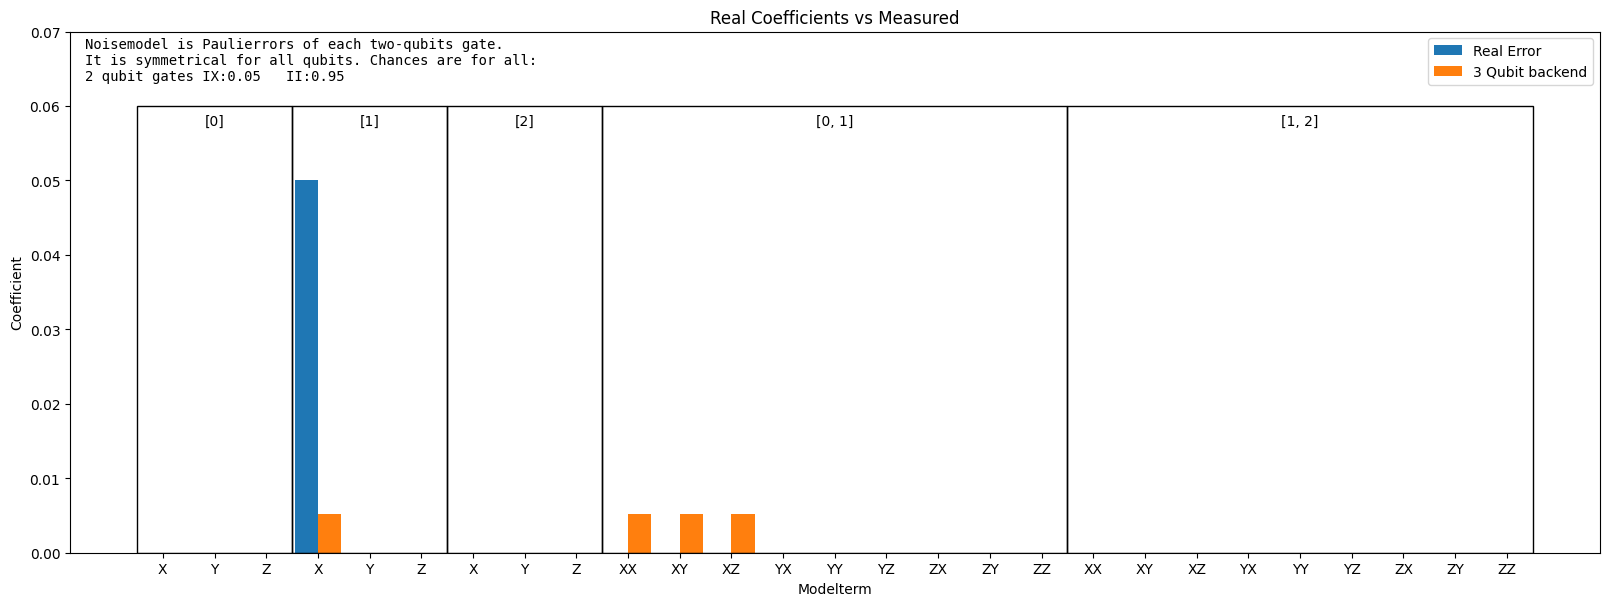 Real Coefficients vs Measured
Noisemodel is Paulierrors of each two-qubits gate.
It is symmetrical for all qubits. Chances are for all:
2 qubit gates IX:0.05   II:0.95
Real Error
3 Qubit backend
0.07
0.06
0.05
0.04
0.03
0.02
0.01
0.00
Coefficient
[0] [1] [2] [0, 1] [1, 2]
X Y Z X Y Z X Y Z XX XY XZ YX YY YZ ZX ZY ZZ XX XY XZ YX YY YZ ZX ZY ZZ
Modelterm